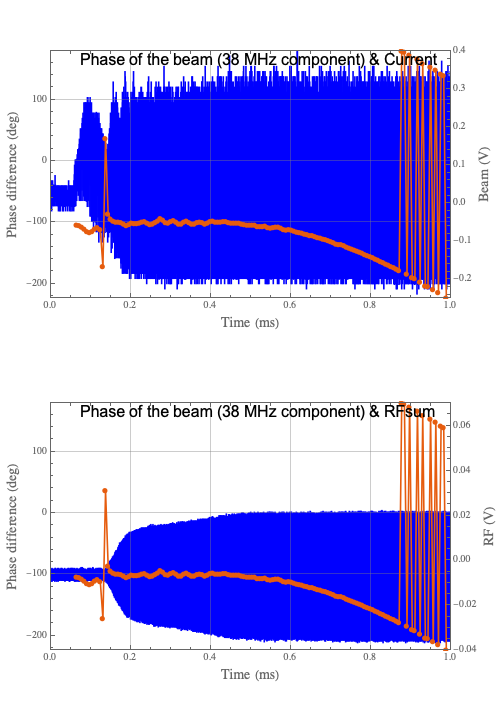 Phase of the beam (38 MHz component) & Current
Phase difference (deg)
100
0
−100
−200
0.4
0.3
0.2
0.1
0.0
−0.1
−0.2
Beam (V)
0.0 0.2 0.4 0.6 0.8 1.0
Time (ms)
Phase of the beam (38 MHz component) & RFsum
Phase difference (deg)
100
0
−100
−200
0.06
0.04
0.02
0.00
−0.02
−0.04
RF (V)
0.0 0.2 0.4 0.6 0.8 1.0
Time (ms)